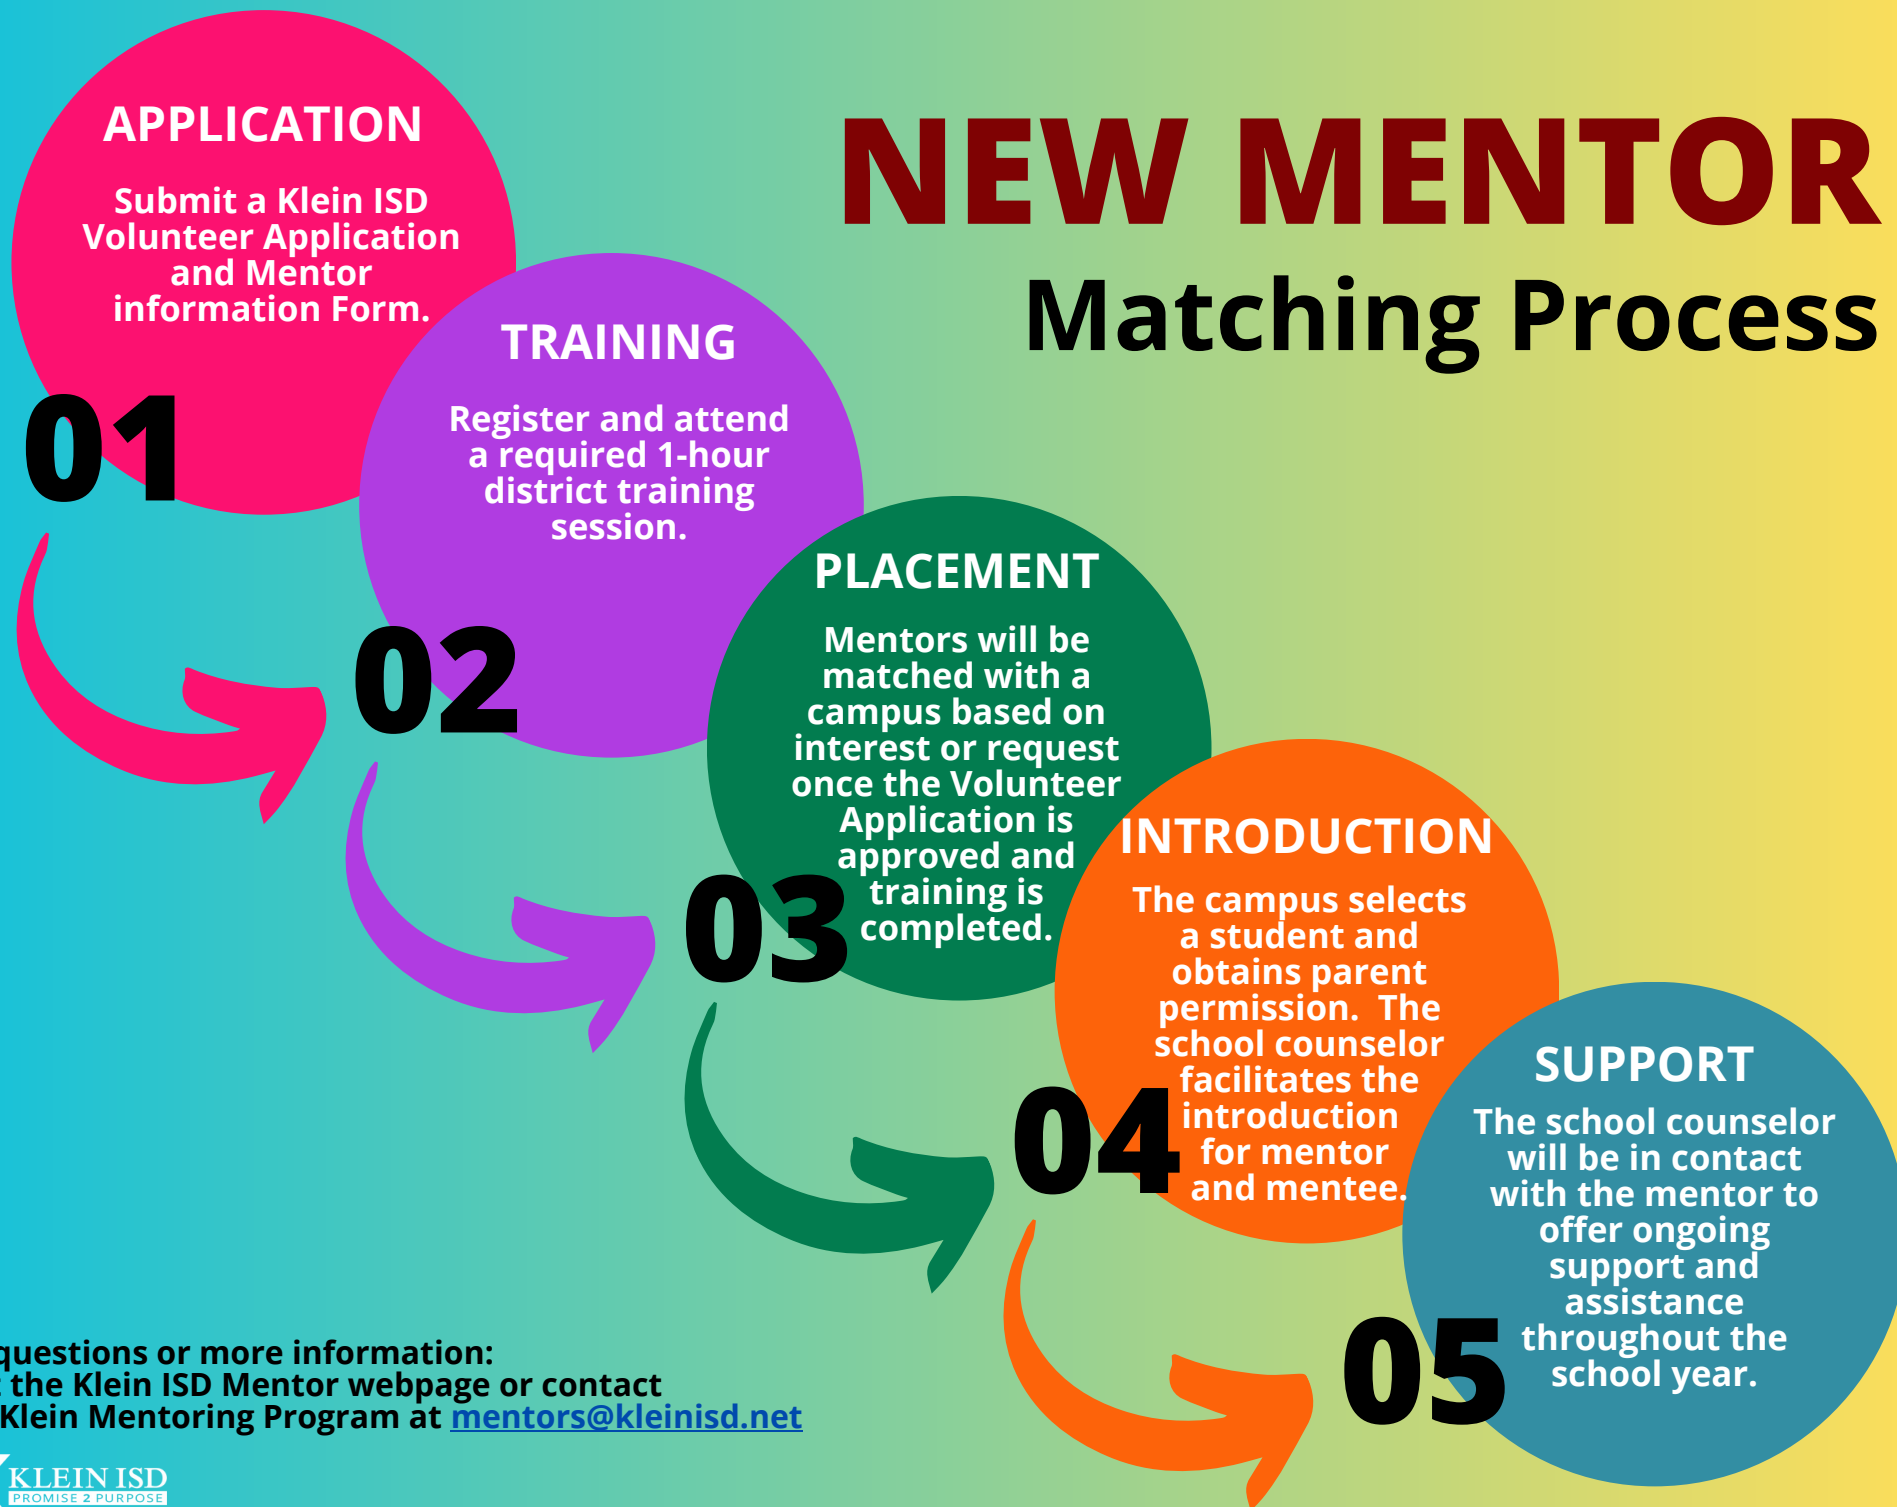 NEW MENTOR
Matching Process
APPLICATION
Submit a Klein ISD
Volunteer Application
and Mentor
information Form.
01
TRAINING
Register and attend
a required 1-hour
district training
session.
02
PLACEMENT
Mentors will be
matched with a
campus based on
interest or request
once the Volunteer
Application is
approved and
training is
completed.
03
INTRODUCTION
The campus selects
a student and
obtains parent
permission.  The
school counselor
facilitates the
introduction
for mentor
and mentee.
04
SUPPORT
The school counselor
will be in contact
with the mentor to
offer ongoing
support and
assistance
throughout the
school year.
05
questions or more information:
the Klein ISD Mentor webpage or contact
Klein Mentoring Program at mentors@kleinisd.net
KLEIN ISD
PROMISE 2 PURPOSE